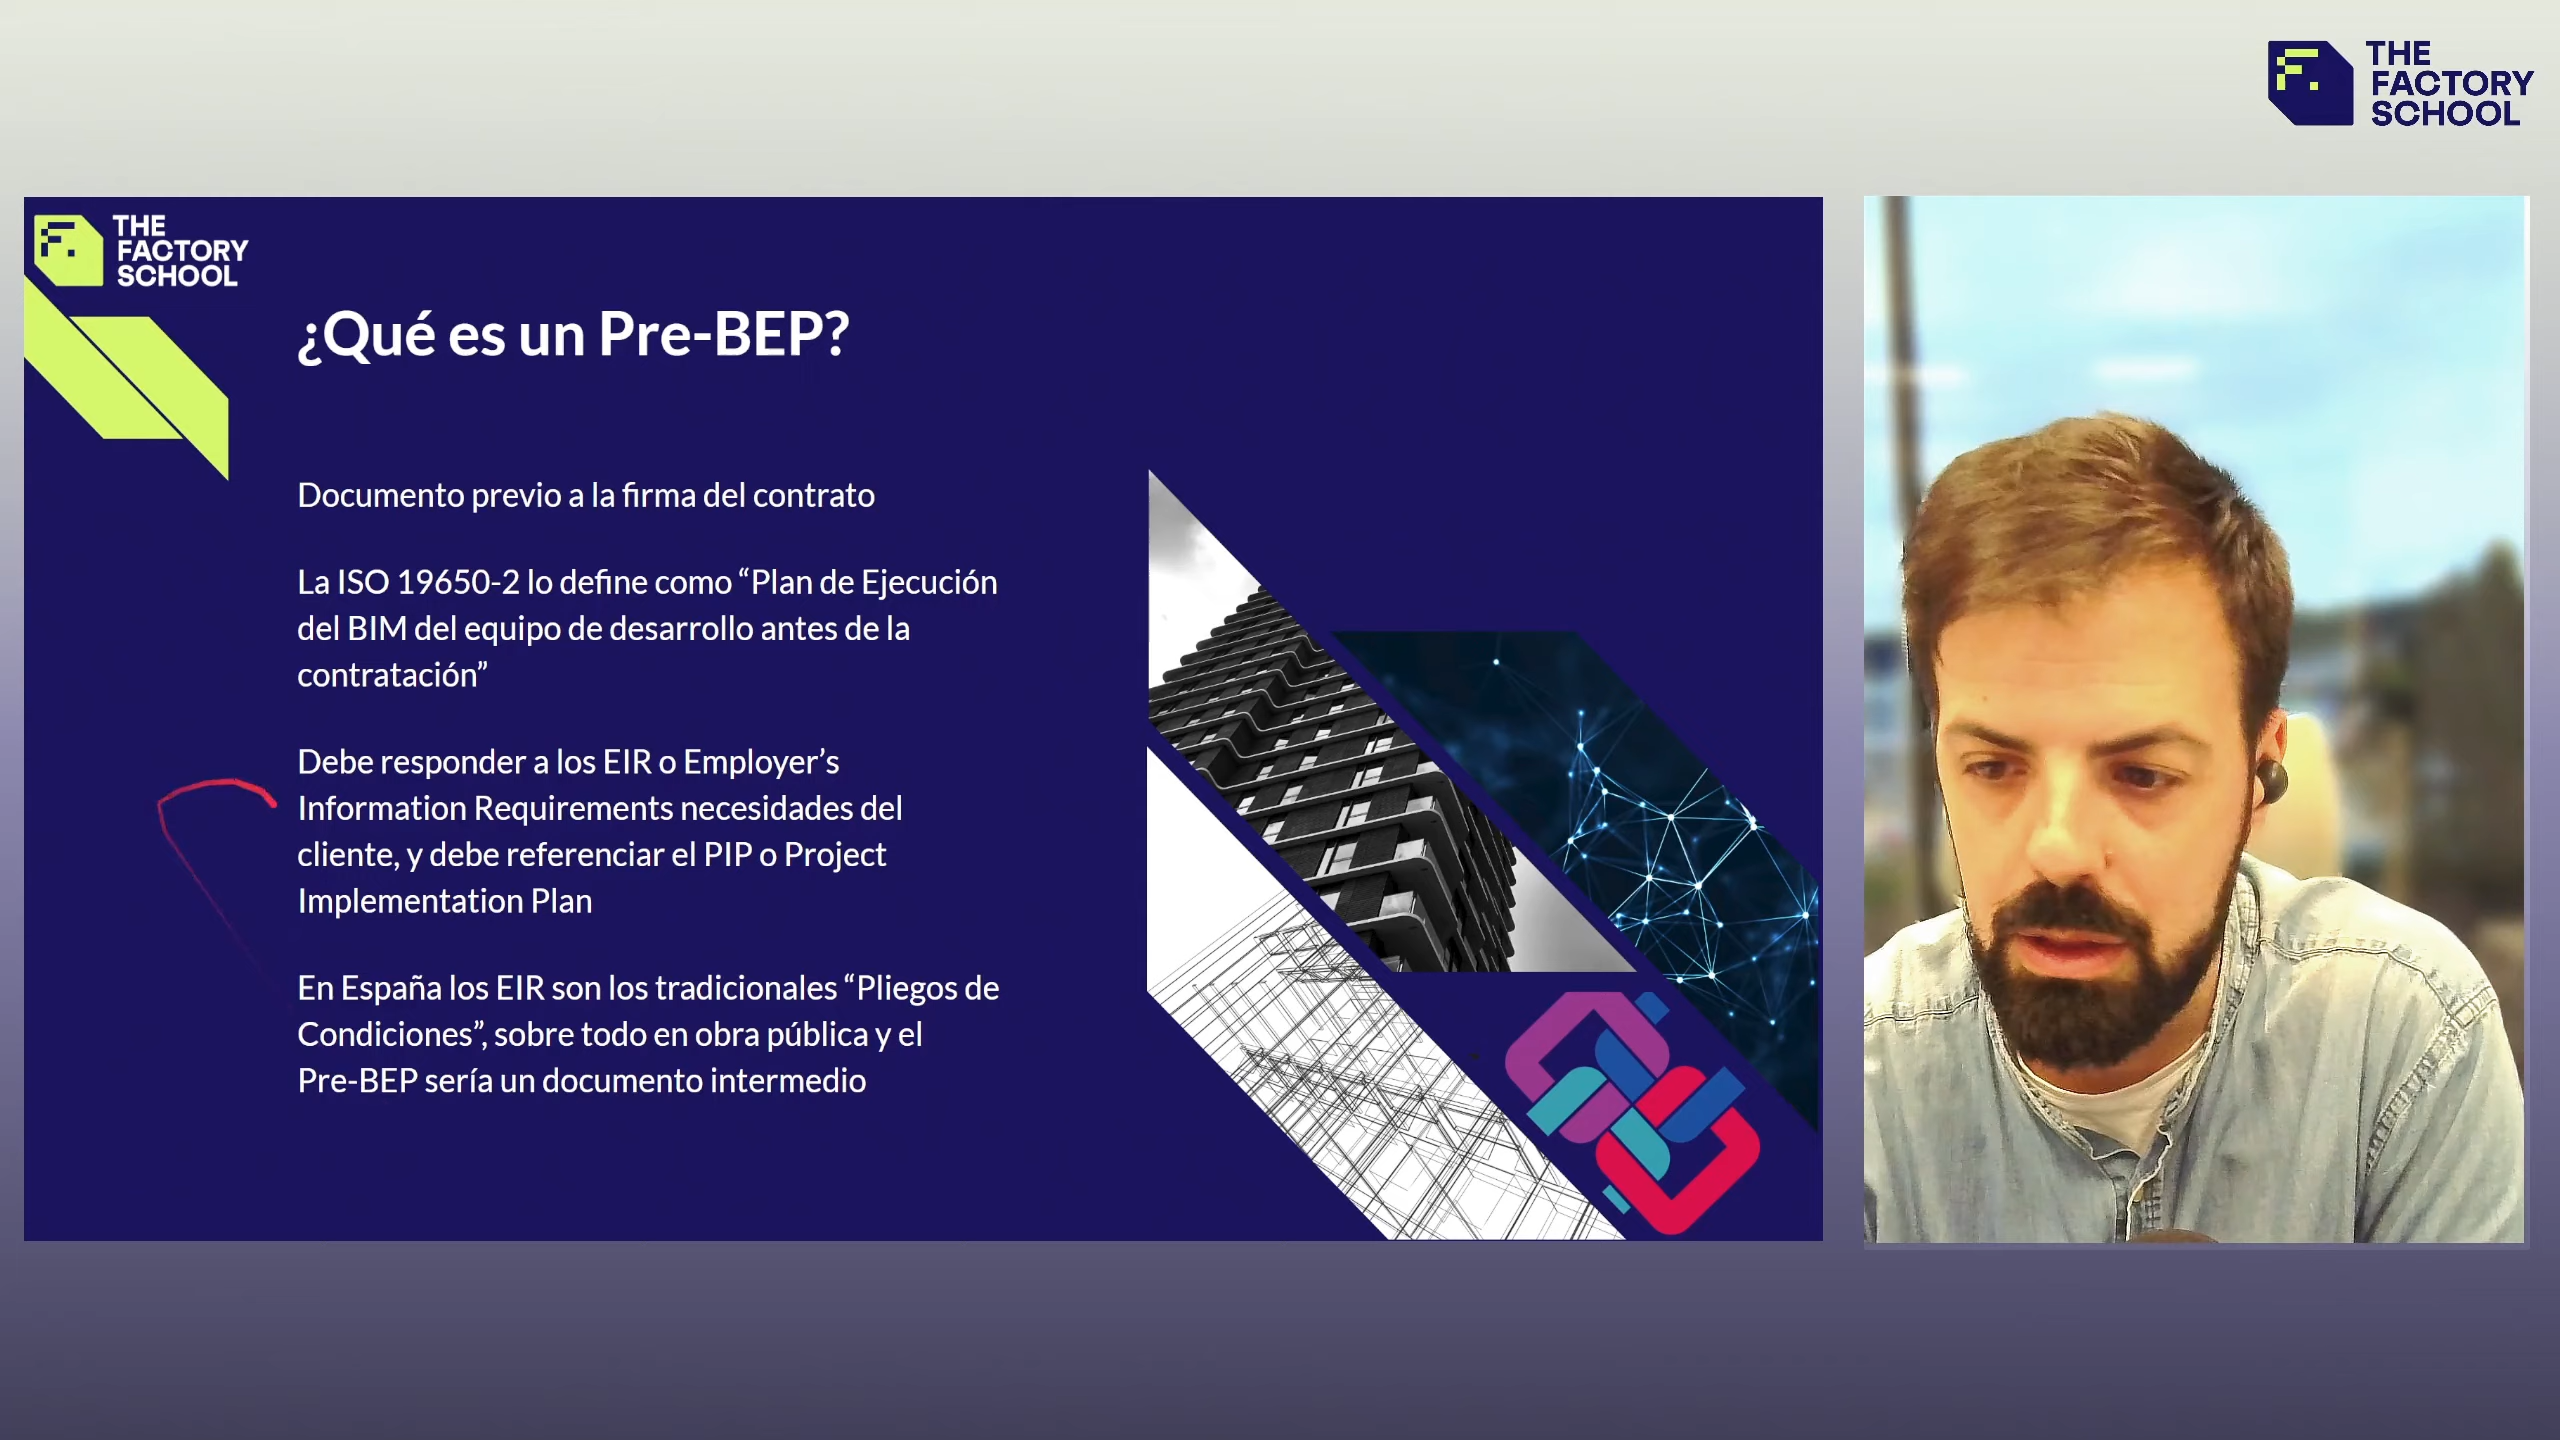 THE
FACTORY
SCHOOL
F.
THE
FACTORY
SCHOOL
F.
¿Qué es un Pre-BEP?
Documento previo a la firma del contrato
La ISO 19650-2 lo define como “Plan de Ejecución
del BIM del equipo de desarrollo antes de la
contratación”
Debe responder a los EIR o Employer’s
Information Requirements necesidades del
cliente, y debe referenciar el PIP o Project
Implementation Plan
En España los EIR son los tradicionales “Pliegos de
Condiciones”, sobre todo en obra pública y el
Pre-BEP sería un documento intermedio